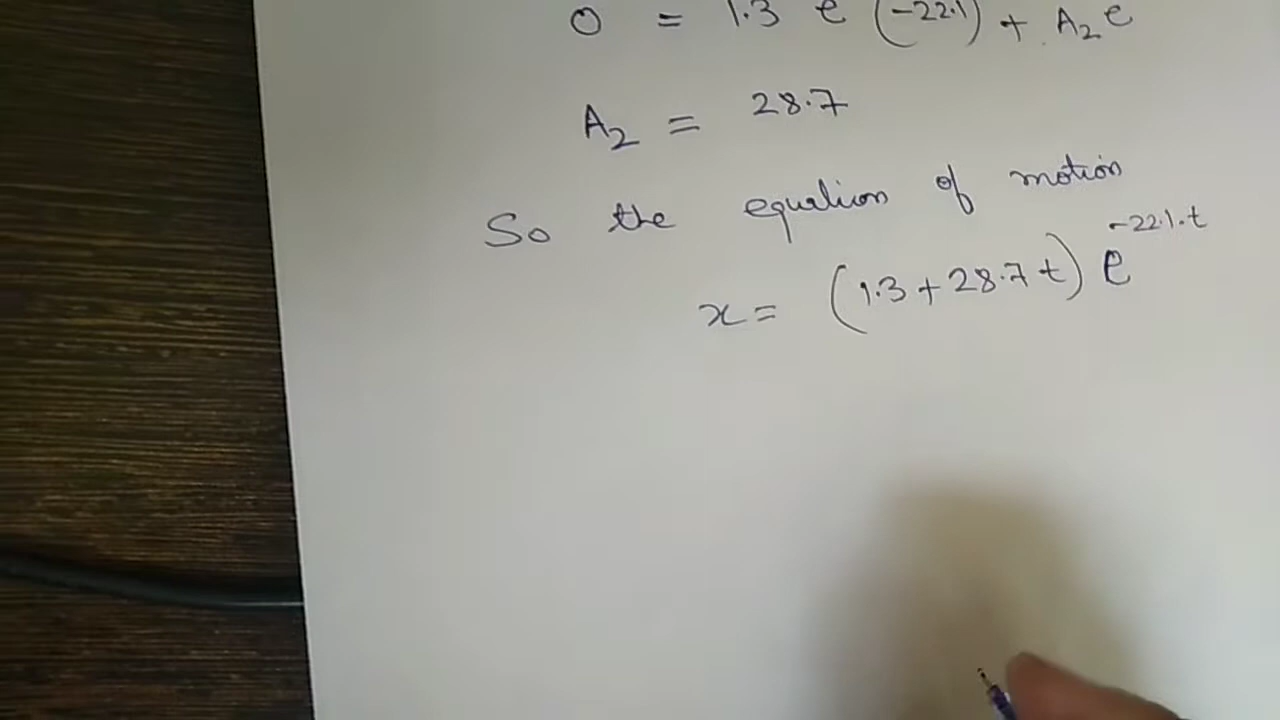 0 = 1.3 e (-22.1) + A₂ e
A₂ = 28.7
So the equation of motion
x = (1.3 + 28.7 t) e^-22.1.t